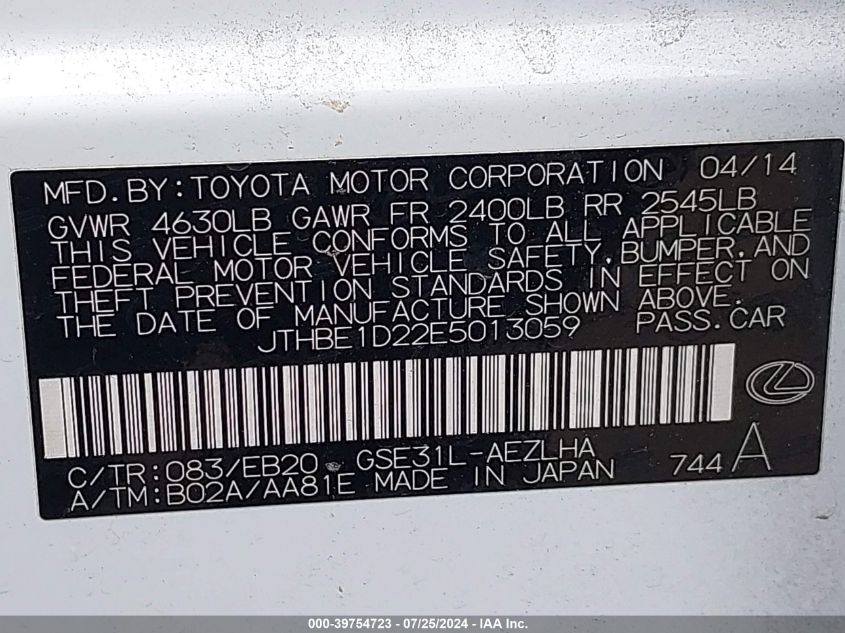 MFD.BY:TOYOTA MOTOR CORPORATION 04/14
GVWR 4630LB GAWR FR 2400LB RR 2545LB
THIS VEHICLE CONFORMS TO ALL APPLICABLE
FEDERAL MOTOR VEHICLE SAFETY,BUMPER,AND
THEFT PREVENTION STANDARDS IN EFFECT ON
THE DATE OF MANUFACTURE SHOWN ABOVE.
JTHBE1D22E5013059 PASS.CAR
C/TR:083/EB20 GSE31L-AEZLHA
A/TM:B02A/AA81E MADE IN JAPAN 744 A
000-39754723 - 07/25/2024 - IAA Inc.